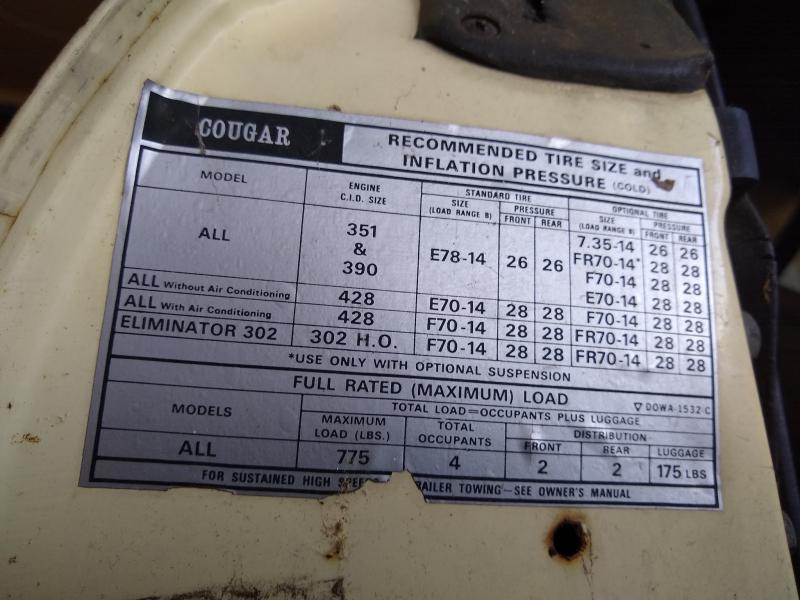 COUGAR
RECOMMENDED TIRE SIZE and
INFLATION PRESSURE (COLD)
MODEL ENGINE C.I.D. SIZE STANDARD TIRE OPTIONAL TIRE
SIZE (LOAD RANGE B) PRESSURE SIZE (LOAD RANGE B) PRESSURE
FRONT REAR FRONT REAR
ALL 351 & 390 E78-14 26 26 7.35-14 26 26
FR70-14* 28 28
F70-14 28 28
E70-14 28 28
ALL Without Air Conditioning 428 E70-14 28 28 F70-14 28 28
ALL With Air Conditioning 428 F70-14 28 28 FR70-14 28 28
ELIMINATOR 302 302 H.O. F70-14 28 28 FR70-14 28 28
*USE ONLY WITH OPTIONAL SUSPENSION
FULL RATED (MAXIMUM) LOAD
▽ DOWA-1532-C
MODELS TOTAL LOAD=OCCUPANTS PLUS LUGGAGE
MAXIMUM LOAD (LBS.) TOTAL OCCUPANTS DISTRIBUTION
FRONT REAR LUGGAGE
ALL 775 4 2 2 175 LBS
FOR SUSTAINED HIGH SPEE AILER TOWING—SEE OWNER'S MANUAL